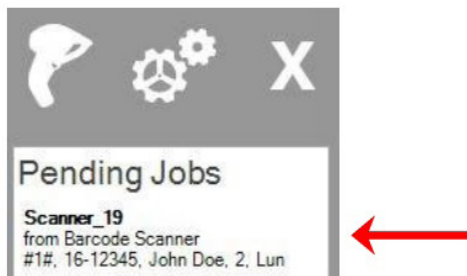 X
Pending Jobs
Scanner_19
from Barcode Scanner
#1#, 16-12345, John Doe, 2, Lun